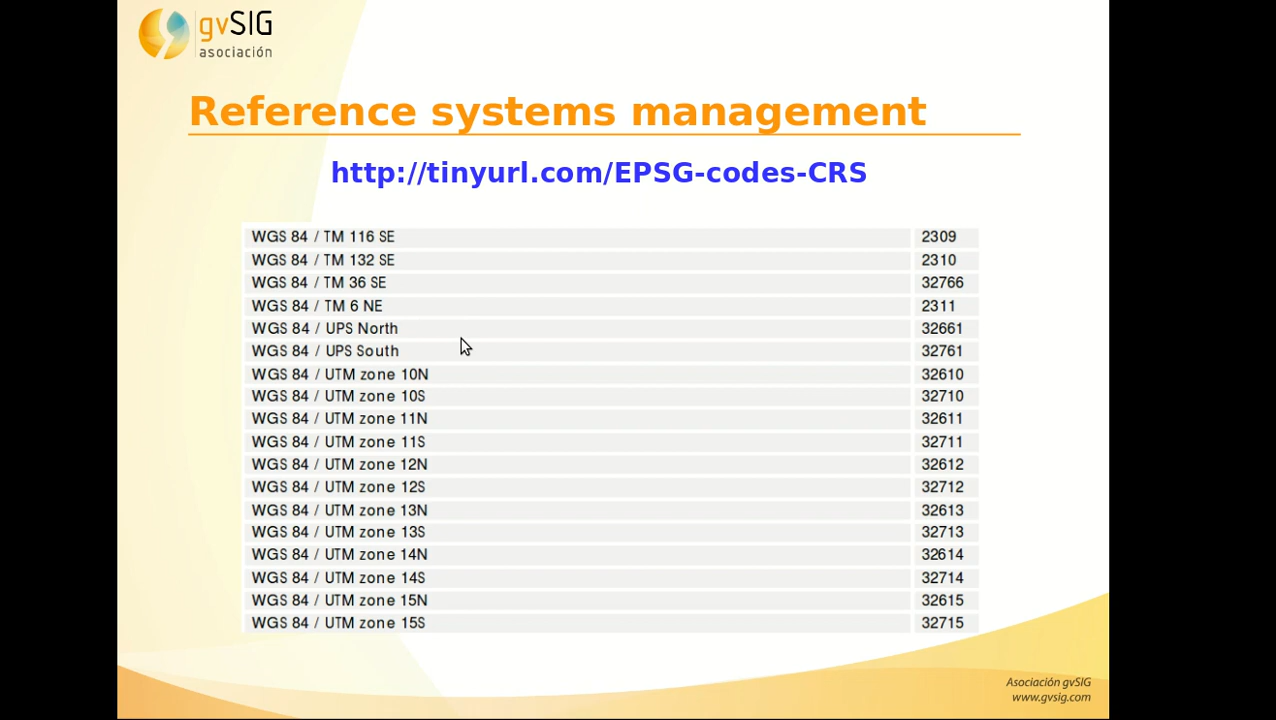 gvSIG
asociación
Reference systems management
http://tinyurl.com/EPSG-codes-CRS
WGS 84 / TM 116 SE 2309
WGS 84 / TM 132 SE 2310
WGS 84 / TM 36 SE 32766
WGS 84 / TM 6 NE 2311
WGS 84 / UPS North 32661
WGS 84 / UPS South 32761
WGS 84 / UTM zone 10N 32610
WGS 84 / UTM zone 10S 32710
WGS 84 / UTM zone 11N 32611
WGS 84 / UTM zone 11S 32711
WGS 84 / UTM zone 12N 32612
WGS 84 / UTM zone 12S 32712
WGS 84 / UTM zone 13N 32613
WGS 84 / UTM zone 13S 32713
WGS 84 / UTM zone 14N 32614
WGS 84 / UTM zone 14S 32714
WGS 84 / UTM zone 15N 32615
WGS 84 / UTM zone 15S 32715
Asociación gvSIG
www.gvsig.com